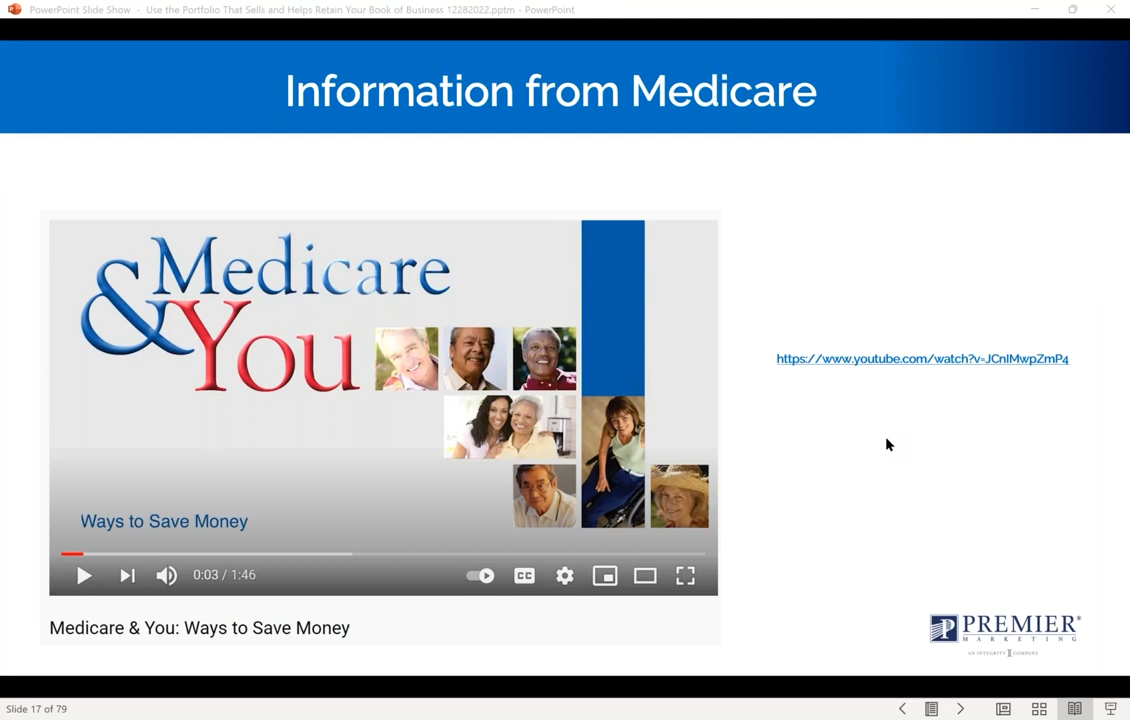 PowerPoint Slide Show - Use the Portfolio That Sells and Helps Retain Your Book of Business 12282022.pptm - PowerPoint
Information from Medicare
Medicare
& You
Ways to Save Money
0:03 / 1:46
CC
Medicare & You: Ways to Save Money
https://www.youtube.com/watch?v=JCnIMwpZmP4
PREMIER®
MARKETING
AN INTEGRITY COMPANY
Slide 17 of 79